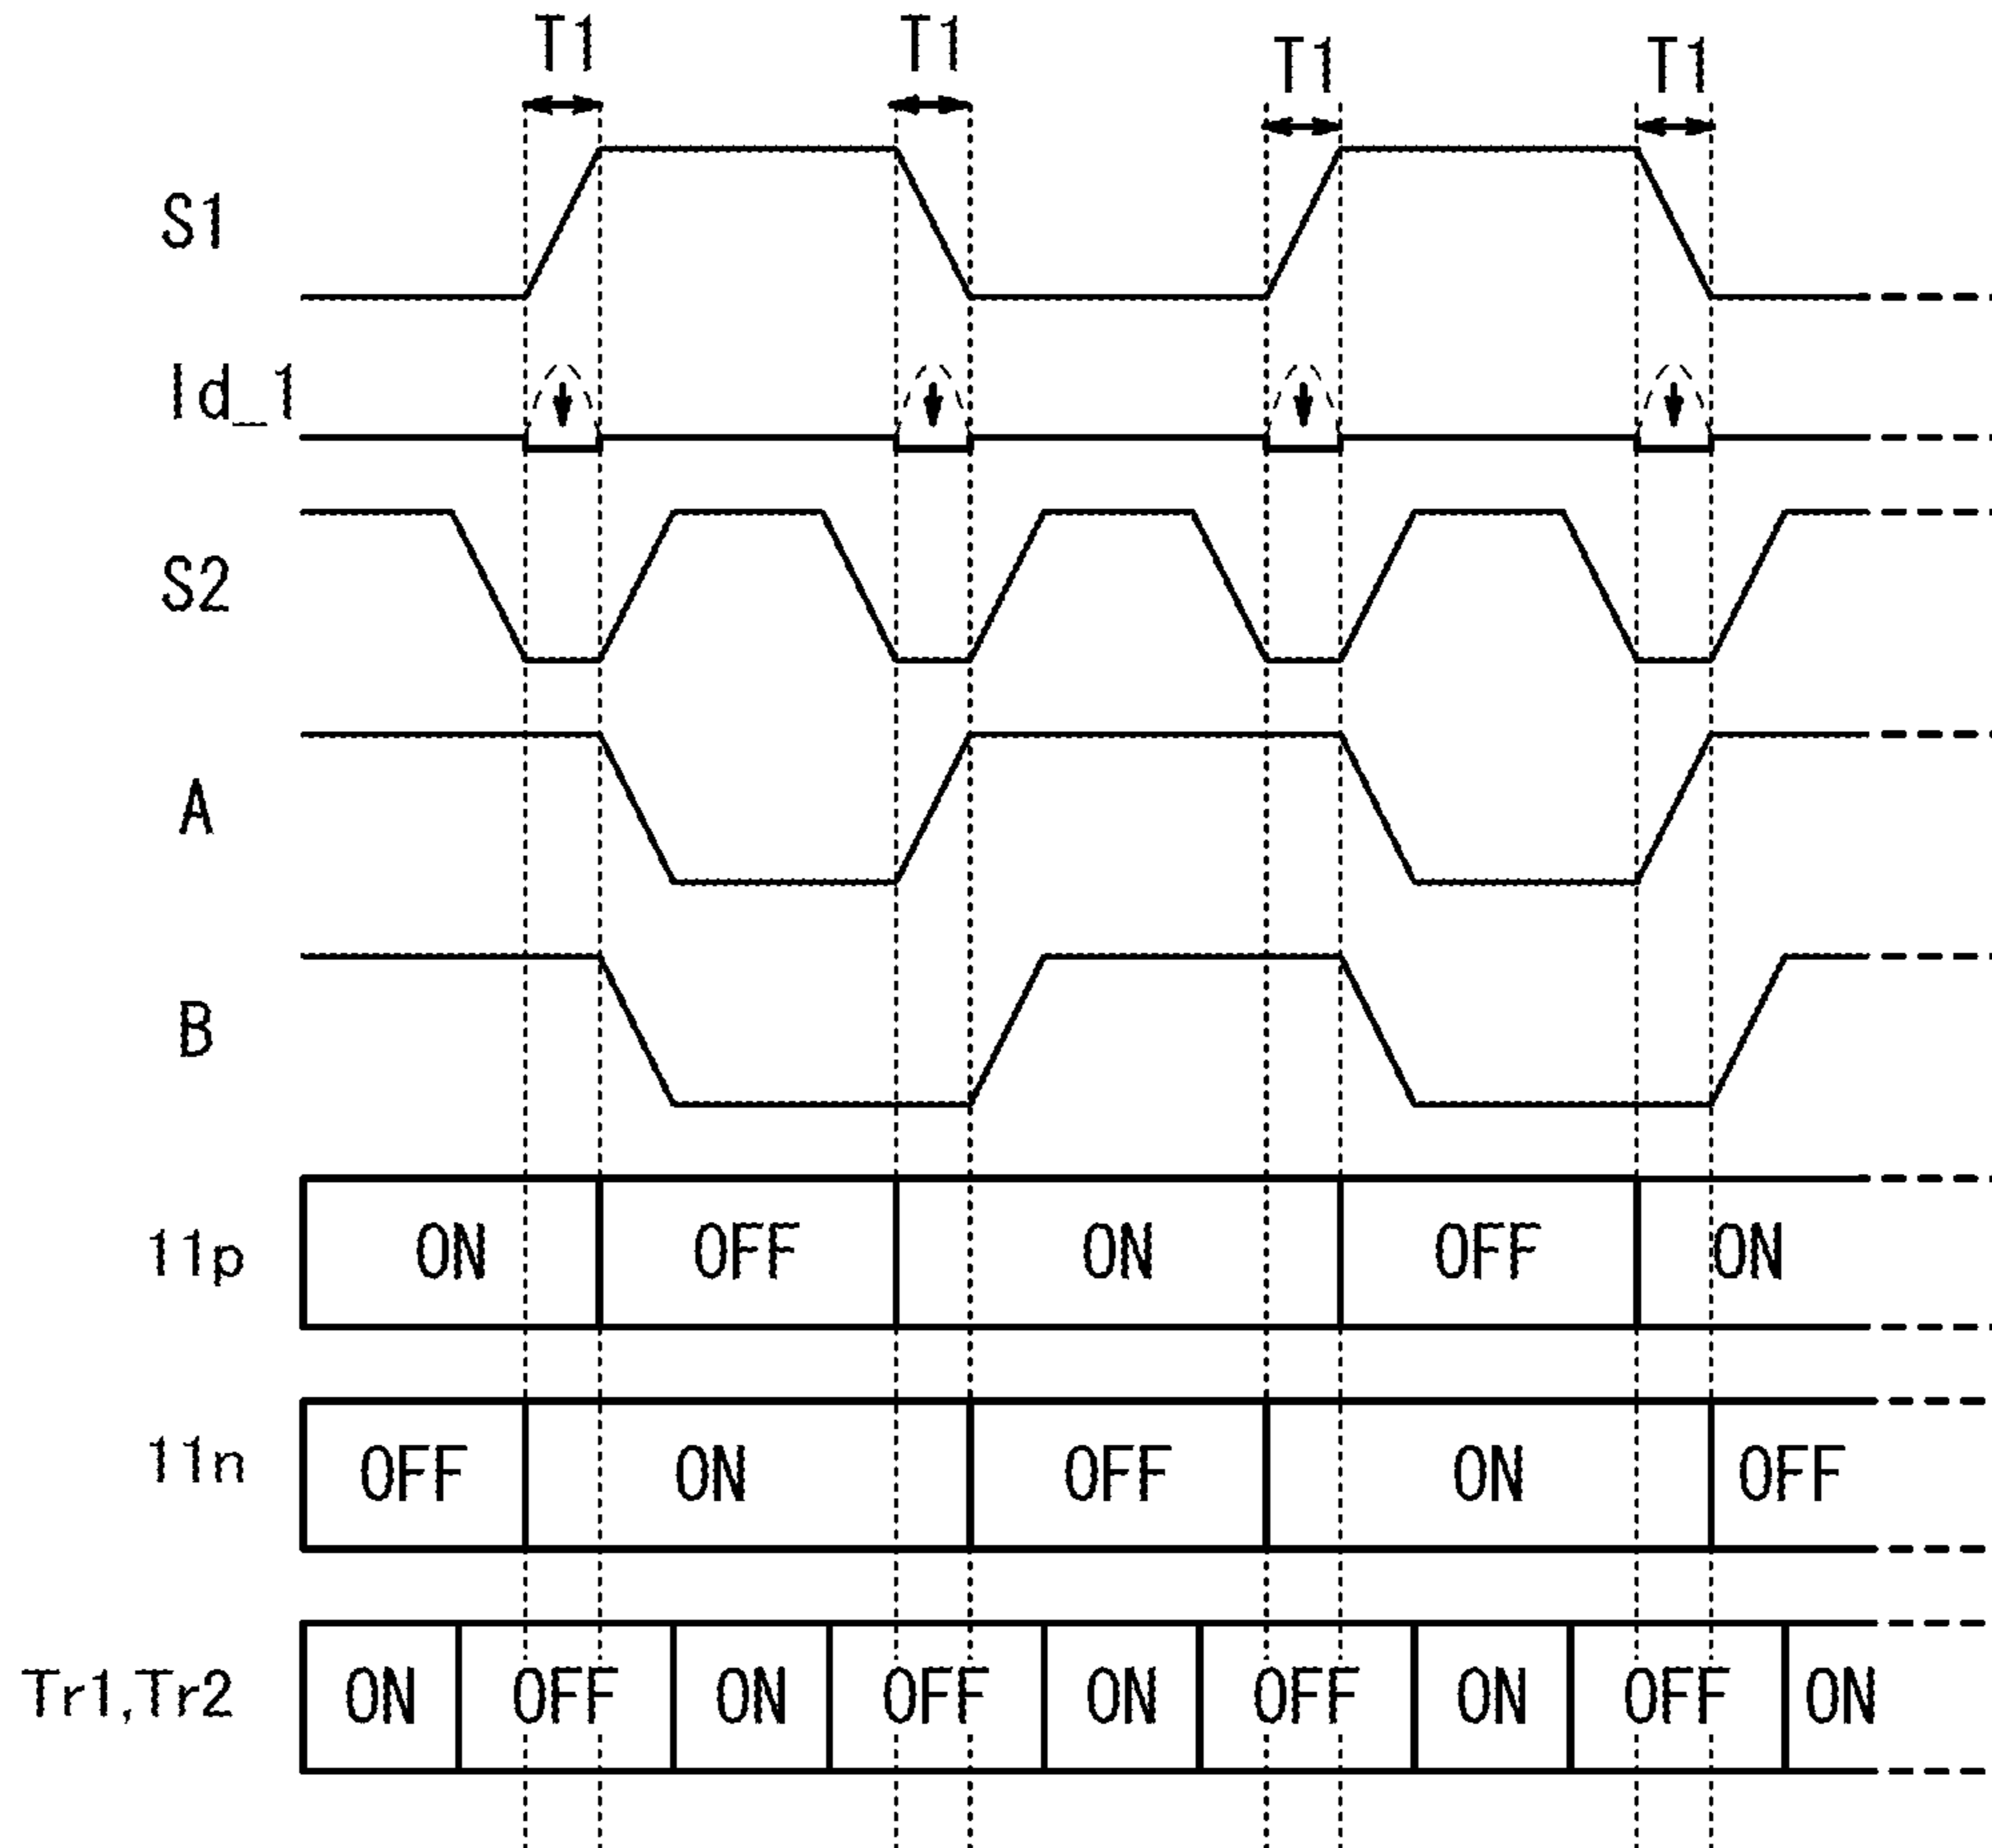 T1 T1 T1 T1
S1
Id_1
S2
A
B
11p ON OFF ON OFF ON
11n OFF ON OFF ON OFF
Tr1,Tr2 ON OFF ON OFF ON OFF ON OFF ON